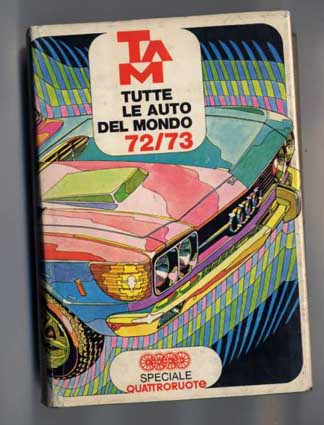 TAM
TUTTE
LE AUTO
DEL MONDO
72/73
SPECIALE
QUATTRORUOTE